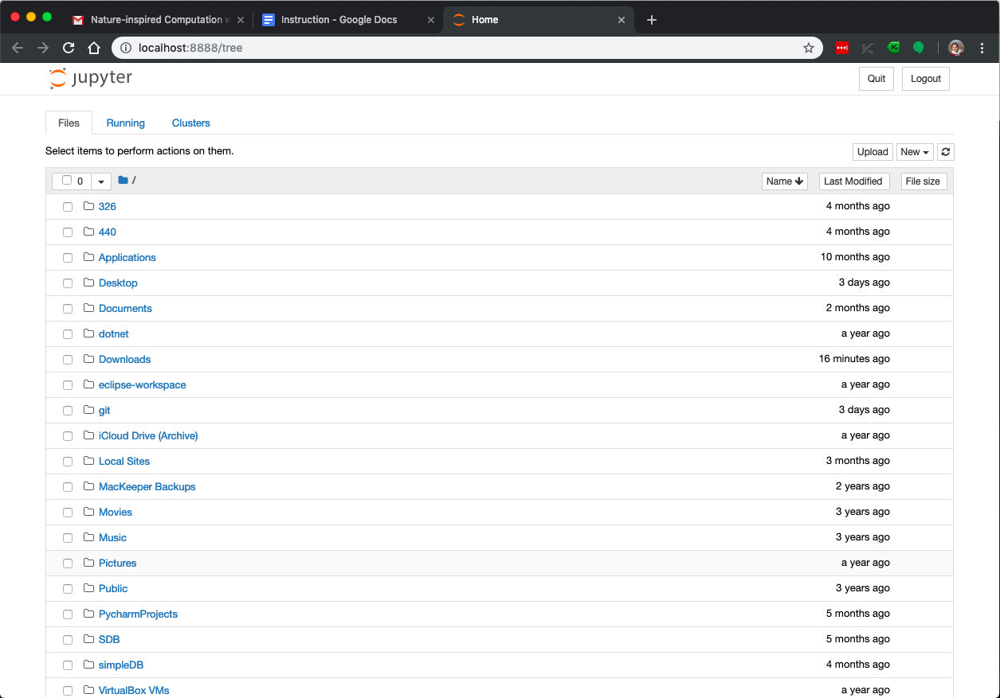 Nature-inspired Computation w
Instruction - Google Docs
Home
localhost:8888/tree
jupyter
Quit
Logout
Files
Running
Clusters
Select items to perform actions on them.
Upload
New
0
/
Name
Last Modified
File size
326 4 months ago
440 4 months ago
Applications 10 months ago
Desktop 3 days ago
Documents 2 months ago
dotnet a year ago
Downloads 16 minutes ago
eclipse-workspace a year ago
git 3 days ago
iCloud Drive (Archive) a year ago
Local Sites 3 months ago
MacKeeper Backups 2 years ago
Movies 3 years ago
Music 3 years ago
Pictures a year ago
Public 3 years ago
PycharmProjects 5 months ago
SDB 5 months ago
simpleDB 4 months ago
VirtualBox VMs a year ago